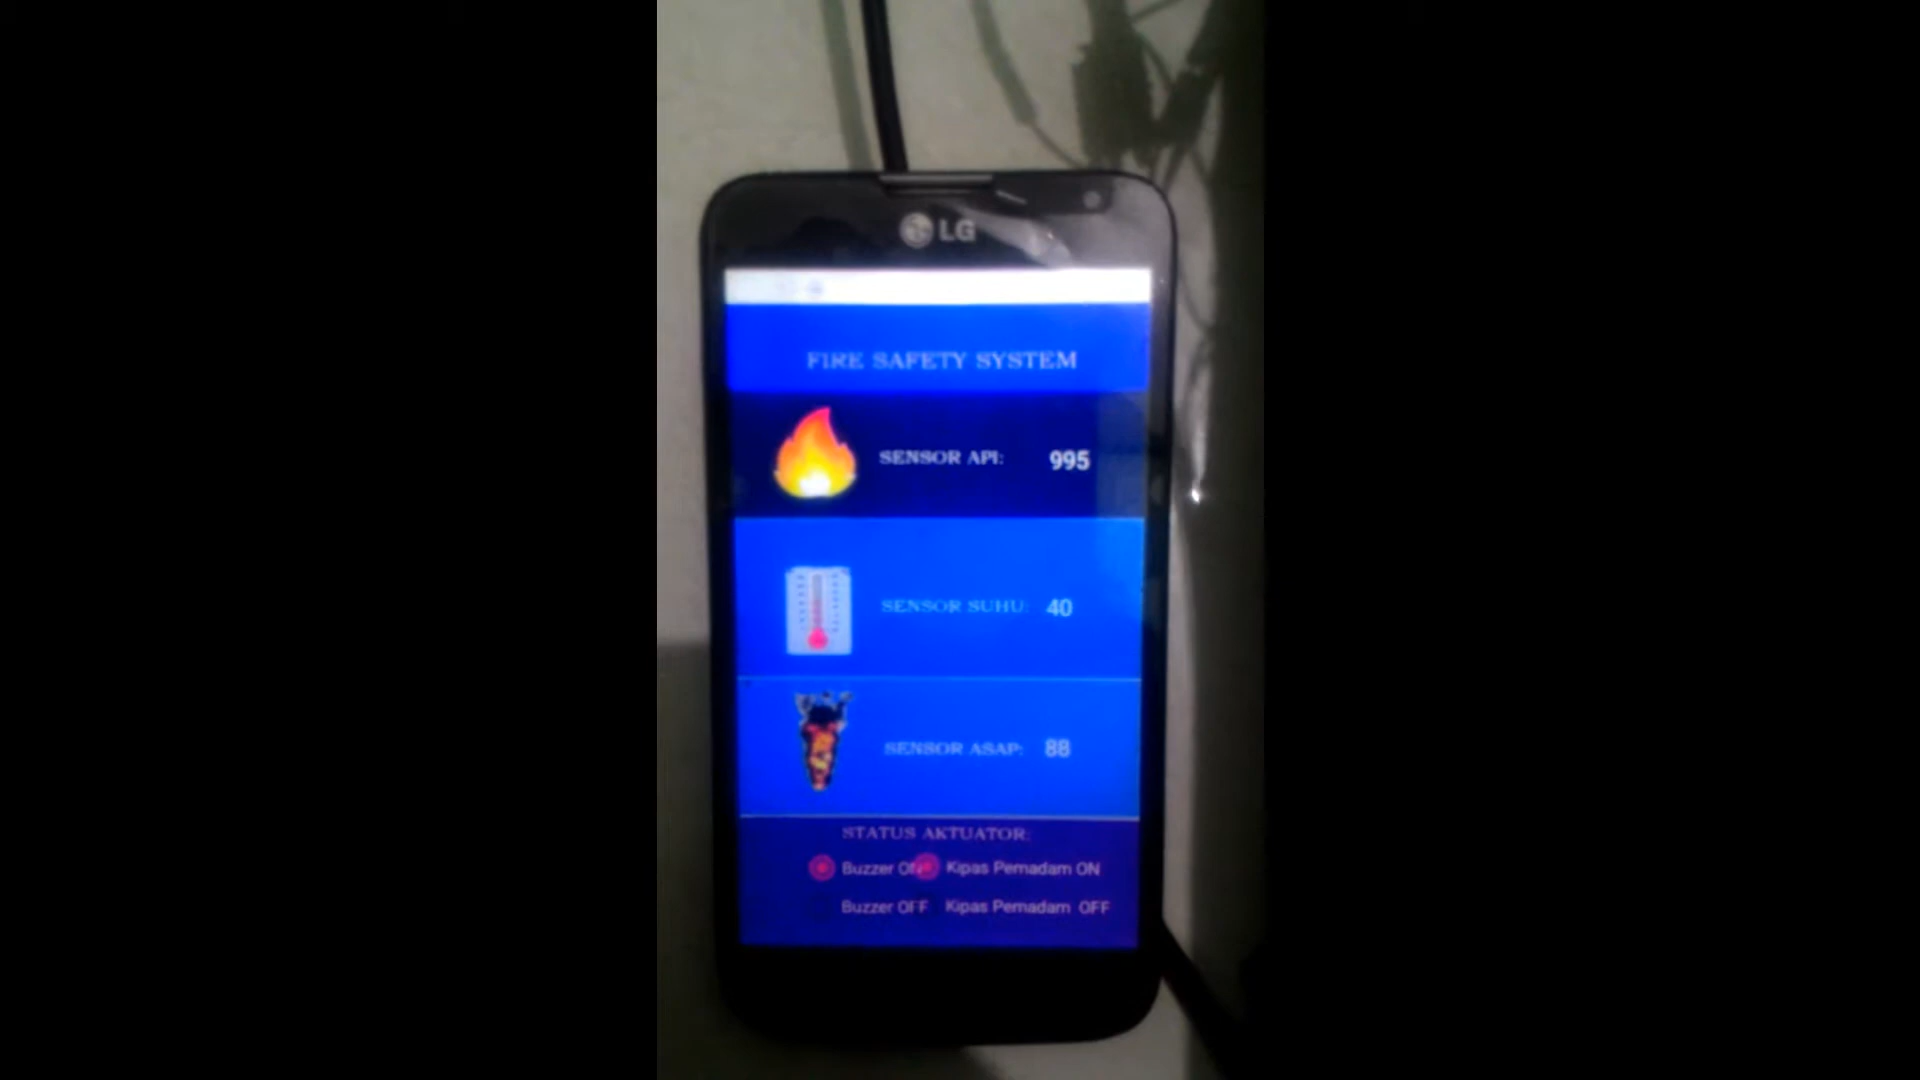 LG
FIRE SAFETY SYSTEM
SENSOR API: 995
SENSOR SUHU: 40
SENSOR ASAP: 88
STATUS AKTUATOR:
Buzzer ON Kipas Pemadam ON
Buzzer OFF Kipas Pemadam OFF